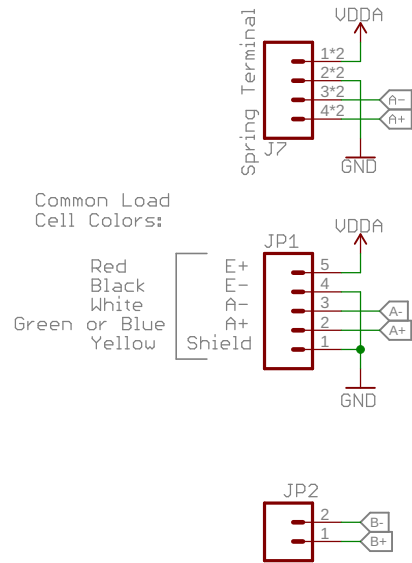 VDDA
Spring Terminal
1*2
2*2
3*2
A-
4*2
A+
J7
GND
Common Load
Cell Colors:
VDDA
JP1
Red
E+
5
Black
E-
4
White
A-
3
A-
Green or Blue
A+
2
A+
Yellow
Shield
1
GND
JP2
2
B-
1
B+